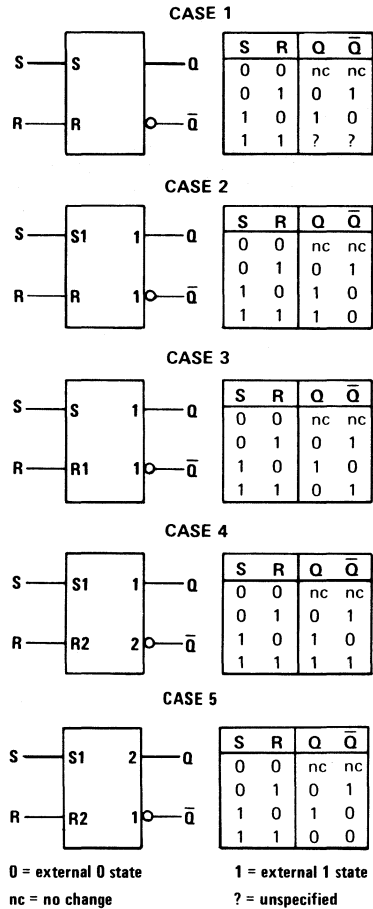 CASE 1
S R Q Q̅
S S Q 0 0 nc nc
0 1 0 1
R R Q̅ 1 0 1 0
1 1 ? ?
CASE 2
S R Q Q̅
S S1 1 Q 0 0 nc nc
0 1 0 1
R R 1 Q̅ 1 0 1 0
1 1 1 0
CASE 3
S R Q Q̅
S S 1 Q 0 0 nc nc
0 1 0 1
R R1 1 Q̅ 1 0 1 0
1 1 0 1
CASE 4
S R Q Q̅
S S1 1 Q 0 0 nc nc
0 1 0 1
R R2 2 Q̅ 1 0 1 0
1 1 1 1
CASE 5
S R Q Q̅
S S1 2 Q 0 0 nc nc
0 1 0 1
R R2 1 Q̅ 1 0 1 0
1 1 0 0
0 = external 0 state 1 = external 1 state
nc = no change ? = unspecified